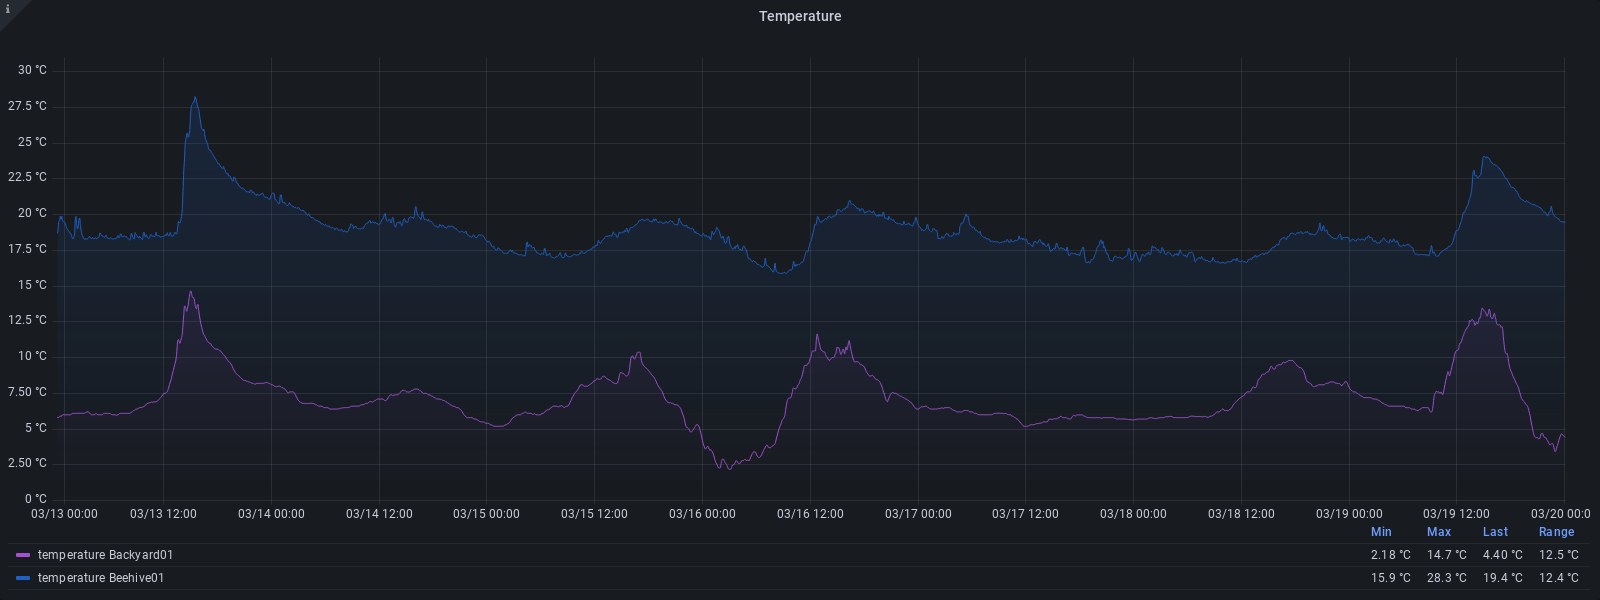 i
Temperature
30 °C
27.5 °C
25 °C
22.5 °C
20 °C
17.5 °C
15 °C
12.5 °C
10 °C
7.50 °C
5 °C
2.50 °C
0 °C
03/13 00:00 03/13 12:00 03/14 00:00 03/14 12:00 03/15 00:00 03/15 12:00 03/16 00:00 03/16 12:00 03/17 00:00 03/17 12:00 03/18 00:00 03/18 12:00 03/19 00:00 03/19 12:00 03/20 00:0
Min Max Last Range
temperature Backyard01 2.18 °C 14.7 °C 4.40 °C 12.5 °C
temperature Beehive01 15.9 °C 28.3 °C 19.4 °C 12.4 °C